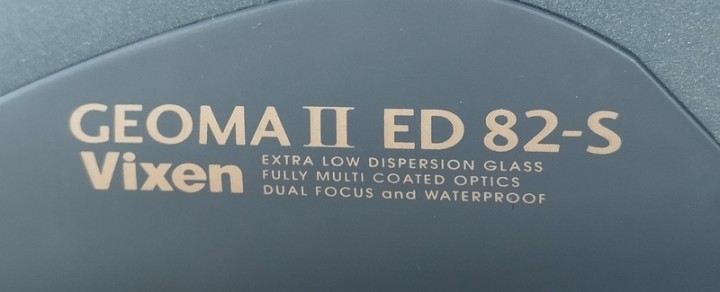 GEOMA II ED 82-S
Vixen
EXTRA LOW DISPERSION GLASS
FULLY MULTI COATED OPTICS
DUAL FOCUS and WATERPROOF